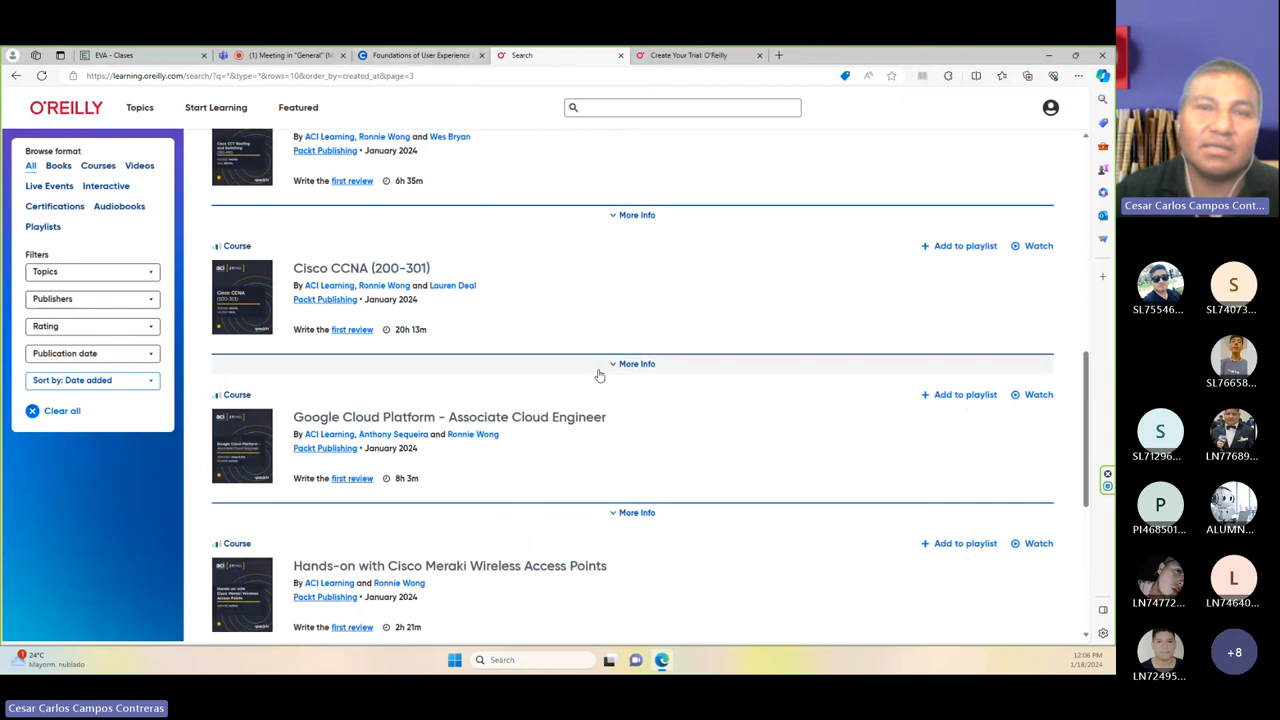 EVA - Clases
(1) Meeting in "General" (M
Foundations of User Experience
Search
Create Your Trial: O'Reilly
https://learning.oreilly.com/search/?q=*&type=*&rows=10&order_by=created_at&page=3
O'REILLY
Topics
Start Learning
Featured
Browse format
All
Books
Courses
Videos
Live Events
Interactive
Certifications
Audiobooks
Playlists
Filters
Topics
Publishers
Rating
Publication date
Sort by: Date added
Clear all
By ACI Learning, Ronnie Wong and Wes Bryan
Packt Publishing • January 2024
Write the first review 6h 35m
More Info
Course
Add to playlist
Watch
Cisco CCNA (200-301)
By ACI Learning, Ronnie Wong and Lauren Deal
Packt Publishing • January 2024
Write the first review 20h 13m
More Info
Course
Add to playlist
Watch
Google Cloud Platform - Associate Cloud Engineer
By ACI Learning, Anthony Sequeira and Ronnie Wong
Packt Publishing • January 2024
Write the first review 8h 3m
More Info
Course
Add to playlist
Watch
Hands-on with Cisco Meraki Wireless Access Points
By ACI Learning and Ronnie Wong
Packt Publishing • January 2024
Write the first review 2h 21m
24°C
Mayorm. nublado
Search
12:06 PM
1/18/2024
Cesar Carlos Campos Contreras
Cesar Carlos Campos Cont...
SL75546...
S
SL74073...
SL76658...
S
SL71296...
LN77689...
P
PI468501...
ALUMN...
LN74772...
L
LN74640...
LN72495...
+8